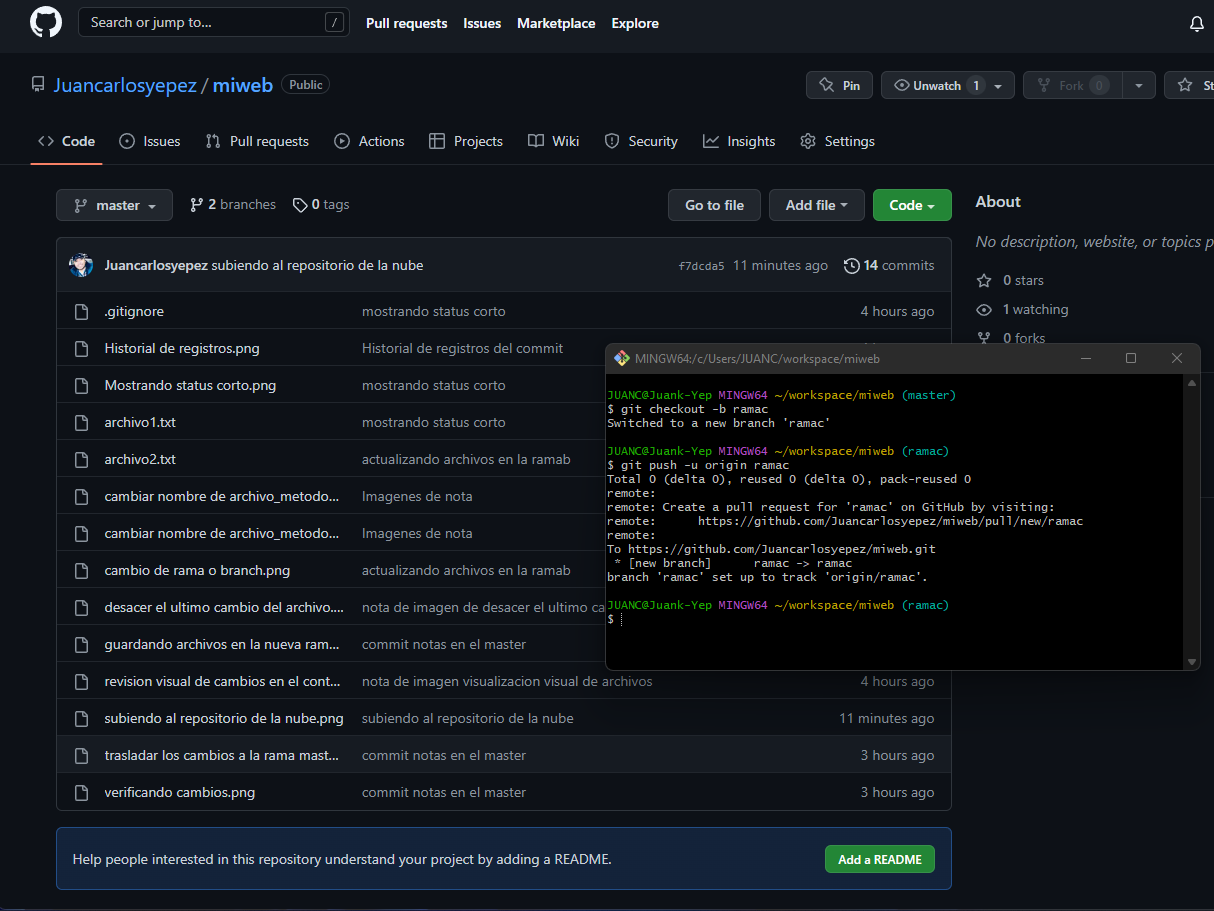 Search or jump to... /
Pull requests Issues Marketplace Explore
Juancarlosyepez / miweb Public
Pin Unwatch 1 Fork 0
Code Issues Pull requests Actions Projects Wiki Security Insights Settings
master 2 branches 0 tags Go to file Add file Code
About
No description, website, or topics
Juancarlosyepez subiendo al repositorio de la nube f7dcda5 11 minutes ago 14 commits
0 stars
1 watching
0 forks
.gitignore mostrando status corto 4 hours ago
Historial de registros.png Historial de registros del commit
Mostrando status corto.png mostrando status corto
archivo1.txt mostrando status corto
archivo2.txt actualizando archivos en la ramab
cambiar nombre de archivo_metodo... Imagenes de nota
cambiar nombre de archivo_metodo... Imagenes de nota
cambio de rama o branch.png actualizando archivos en la ramab
desacer el ultimo cambio del archivo.... nota de imagen de desacer el ultimo ca
guardando archivos en la nueva ram... commit notas en el master
revision visual de cambios en el cont... nota de imagen visualizacion visual de archivos 4 hours ago
subiendo al repositorio de la nube.png subiendo al repositorio de la nube 11 minutes ago
trasladar los cambios a la rama mast... commit notas en el master 3 hours ago
verificando cambios.png commit notas en el master 3 hours ago
Help people interested in this repository understand your project by adding a README. Add a README
MINGW64:/c/Users/JUANC/workspace/miweb
JUANC@Juank-Yep MINGW64 ~/workspace/miweb (master)
$ git checkout -b ramac
Switched to a new branch 'ramac'
JUANC@Juank-Yep MINGW64 ~/workspace/miweb (ramac)
$ git push -u origin ramac
Total 0 (delta 0), reused 0 (delta 0), pack-reused 0
remote:
remote: Create a pull request for 'ramac' on GitHub by visiting:
remote:      https://github.com/Juancarlosyepez/miweb/pull/new/ramac
remote:
To https://github.com/Juancarlosyepez/miweb.git
 * [new branch]      ramac -> ramac
branch 'ramac' set up to track 'origin/ramac'.
JUANC@Juank-Yep MINGW64 ~/workspace/miweb (ramac)
$